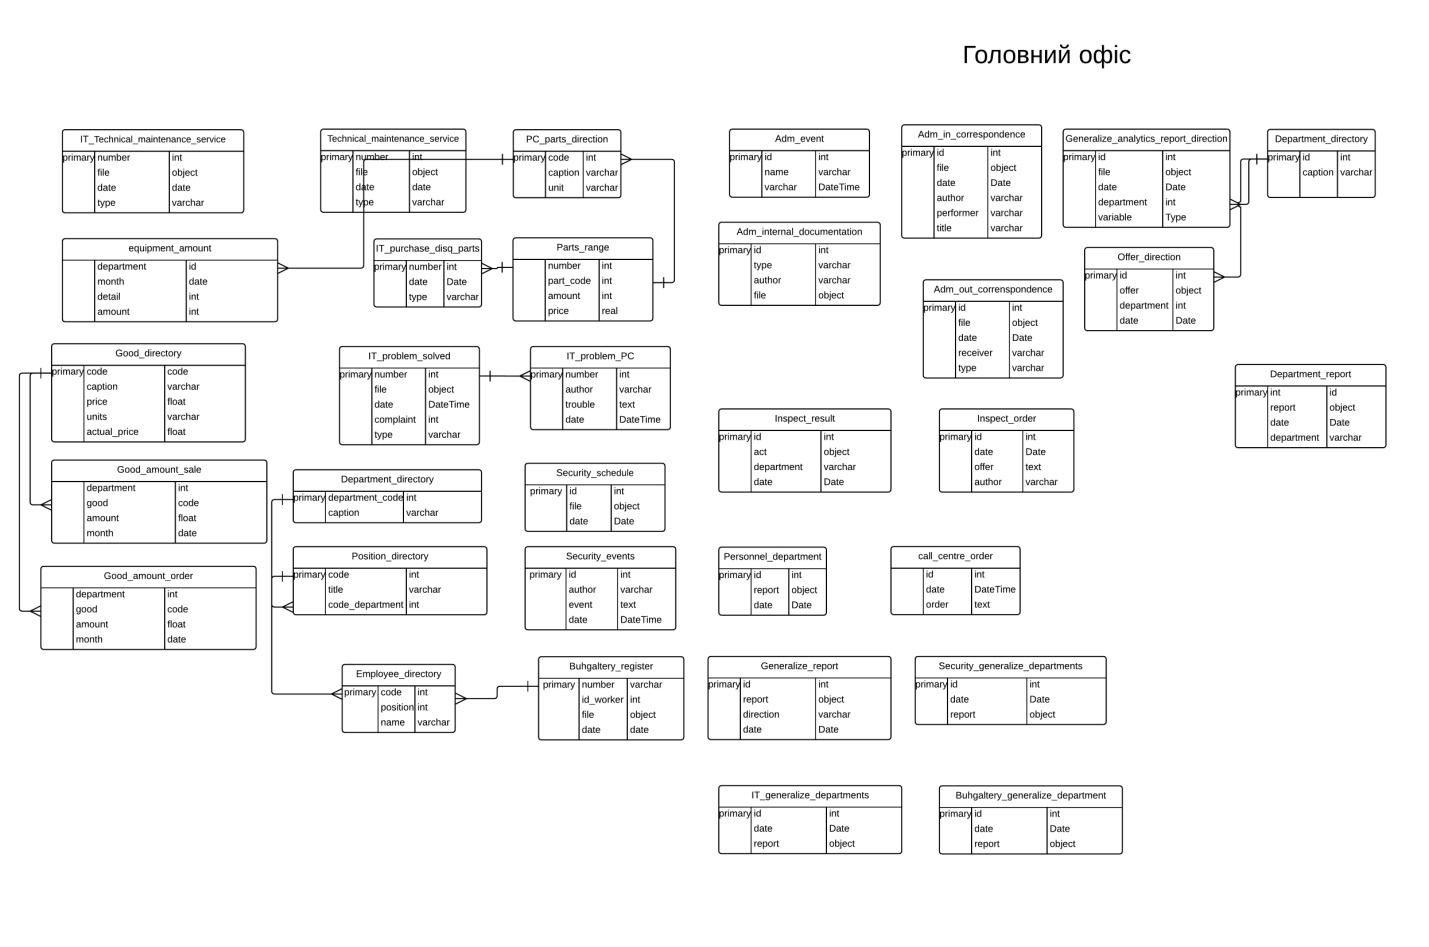 Головний офіс
IT_Technical_maintenance_service
primary number int
file object
date date
type varchar
Technical_maintenance_service
primary number int
file object
date date
type varchar
PC_parts_direction
primary code int
caption varchar
unit varchar
equipment_amount
department id
month date
detail int
amount int
IT_purchase_disq_parts
primary number int
date Date
type varchar
Parts_range
number int
part_code int
amount int
price real
Good_directory
primary code code
caption varchar
price float
units varchar
actual_price float
IT_problem_solved
primary number int
file object
date DateTime
complaint int
type varchar
IT_problem_PC
primary number int
author varchar
trouble text
date DateTime
Good_amount_sale
department int
good code
amount float
month date
Department_directory
primary department_code int
caption varchar
Security_schedule
primary id int
file object
date Date
Good_amount_order
department int
good code
amount float
month date
Position_directory
primary code int
title varchar
code_department int
Security_events
primary id int
author varchar
event text
date DateTime
Employee_directory
primary code int
position int
name varchar
Buhgaltery_register
primary number varchar
id_worker int
file object
date date
Adm_event
primary id int
name varchar
varchar DateTime
Adm_in_correspondence
primary id int
file object
date Date
author varchar
performer varchar
title varchar
Generalize_analytics_report_direction
primary id int
file object
date Date
department int
variable Type
Department_directory
primary id int
caption varchar
Adm_internal_documentation
primary id int
type varchar
author varchar
file object
Offer_direction
primary id int
offer object
department int
date Date
Adm_out_cornrespondence
primary id int
file object
date Date
receiver varchar
type varchar
Department_report
primary int id
report object
date Date
department varchar
Inspect_result
primary id int
act object
department varchar
date Date
Inspect_order
primary id int
date Date
offer text
author varchar
Personnel_department
primary id int
report object
date Date
call_centre_order
id int
date DateTime
order text
Generalize_report
primary id int
report object
direction varchar
date Date
Security_generalize_departments
primary id int
date Date
report object
IT_generalize_departments
primary id int
date Date
report object
Buhgaltery_generalize_department
primary id int
date Date
report object